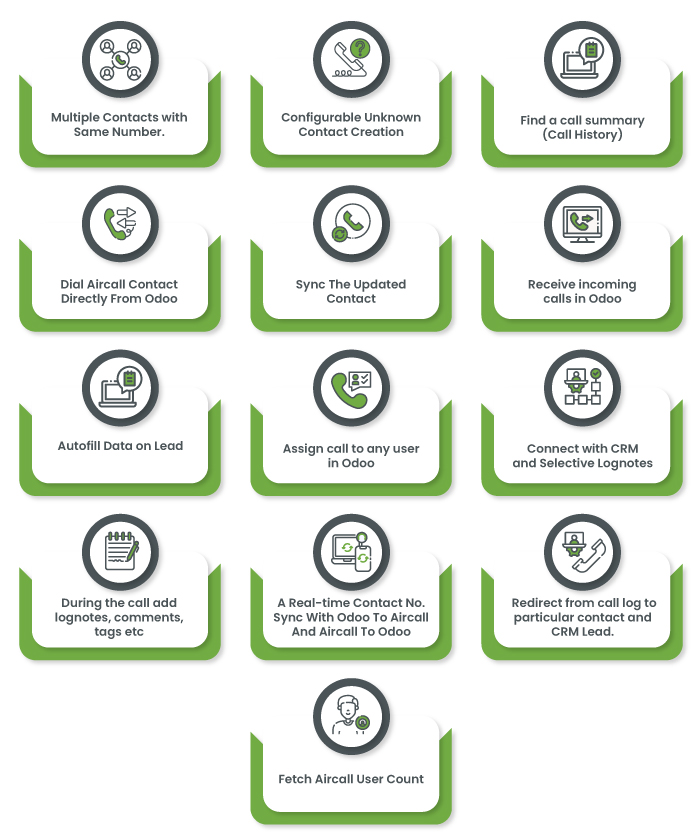 Multiple Contacts with
Same Number.
Configurable Unknown
Contact Creation
Find a call summary
(Call History)
Dial Aircall Contact
Directly From Odoo
Sync The Updated
Contact
Receive incoming
calls in Odoo
Autofill Data on Lead
Assign call to any user
in Odoo
Connect with CRM
and Selective Lognotes
During the call add
lognotes, comments,
tags etc
A Real-time Contact No.
Sync With Odoo To Aircall
And Aircall To Odoo
Redirect from call log to
particular contact and
CRM Lead.
Fetch Aircall User Count